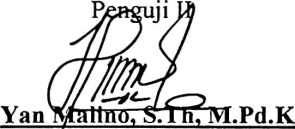 Penguji II
Yan Malino, S.Th, M.Pd.K